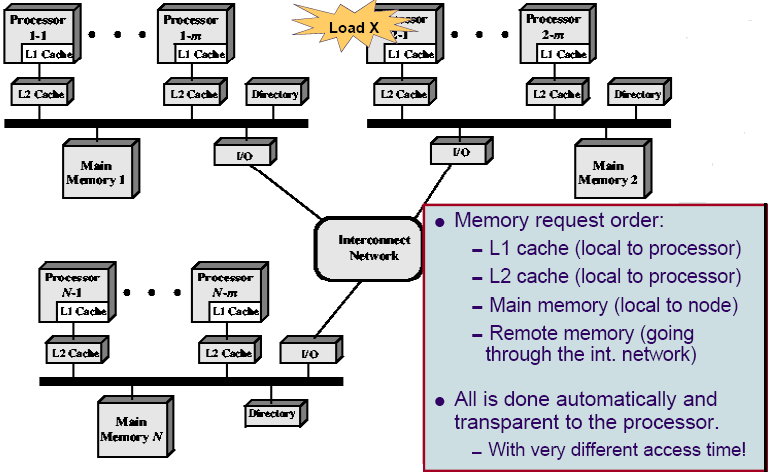 Processor
1-1
L1 Cache
Processor
1-m
L1 Cache
Load X
2-1
L1 Cache
Processor
2-m
L1 Cache
L2 Cache
L2 Cache
Directory
L2 Cache
L2 Cache
Directory
Main
Memory 1
I/O
I/O
Main
Memory 2
Interconnect
Network
Processor
N-1
L1 Cache
Processor
N-m
L1 Cache
L2 Cache
L2 Cache
I/O
Main
Memory N
Directory
• Memory request order:
– L1 cache (local to processor)
– L2 cache (local to processor)
– Main memory (local to node)
– Remote memory (going
through the int. network)
• All is done automatically and
transparent to the processor.
– With very different access time!